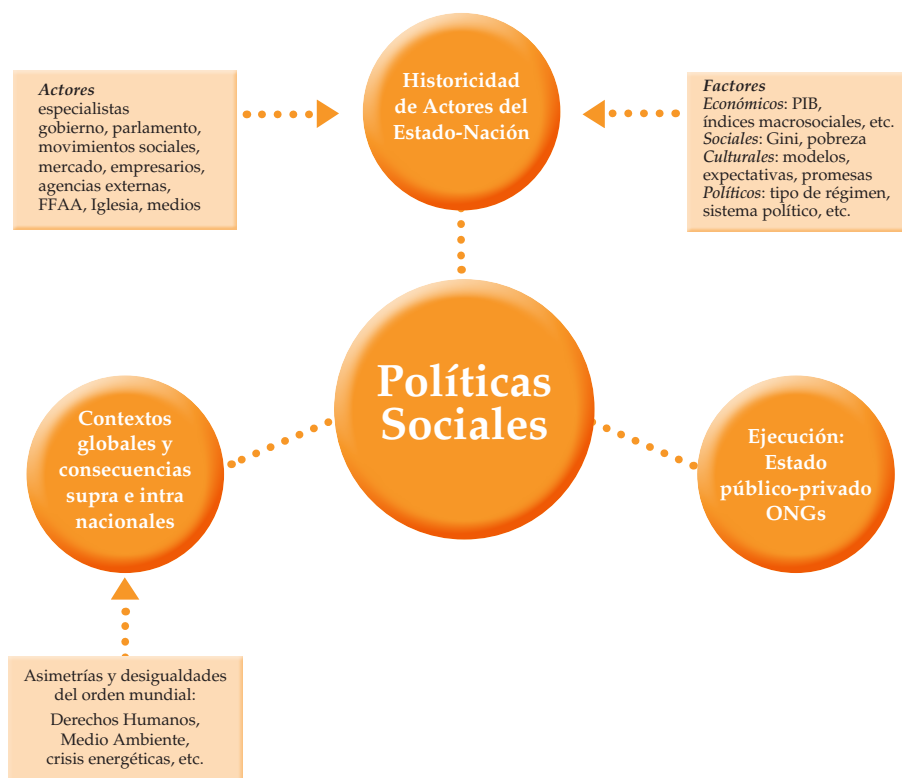 Historicidad
de Actores del
Estado-Nación
Actores
especialistas
gobierno, parlamento,
movimientos sociales,
mercado, empresarios,
agencias externas,
FFAA, Iglesia, medios
Factores
Económicos: PIB,
índices macrosociales, etc.
Sociales: Gini, pobreza
Culturales: modelos,
expectativas, promesas
Políticos: tipo de régimen,
sistema político, etc.
Políticas
Sociales
Contextos
globales y
consecuencias
supra e intra
nacionales
Ejecución:
Estado
público-privado
ONGs
Asimetrías y desigualdades
del orden mundial:
Derechos Humanos,
Medio Ambiente,
crisis energéticas, etc.